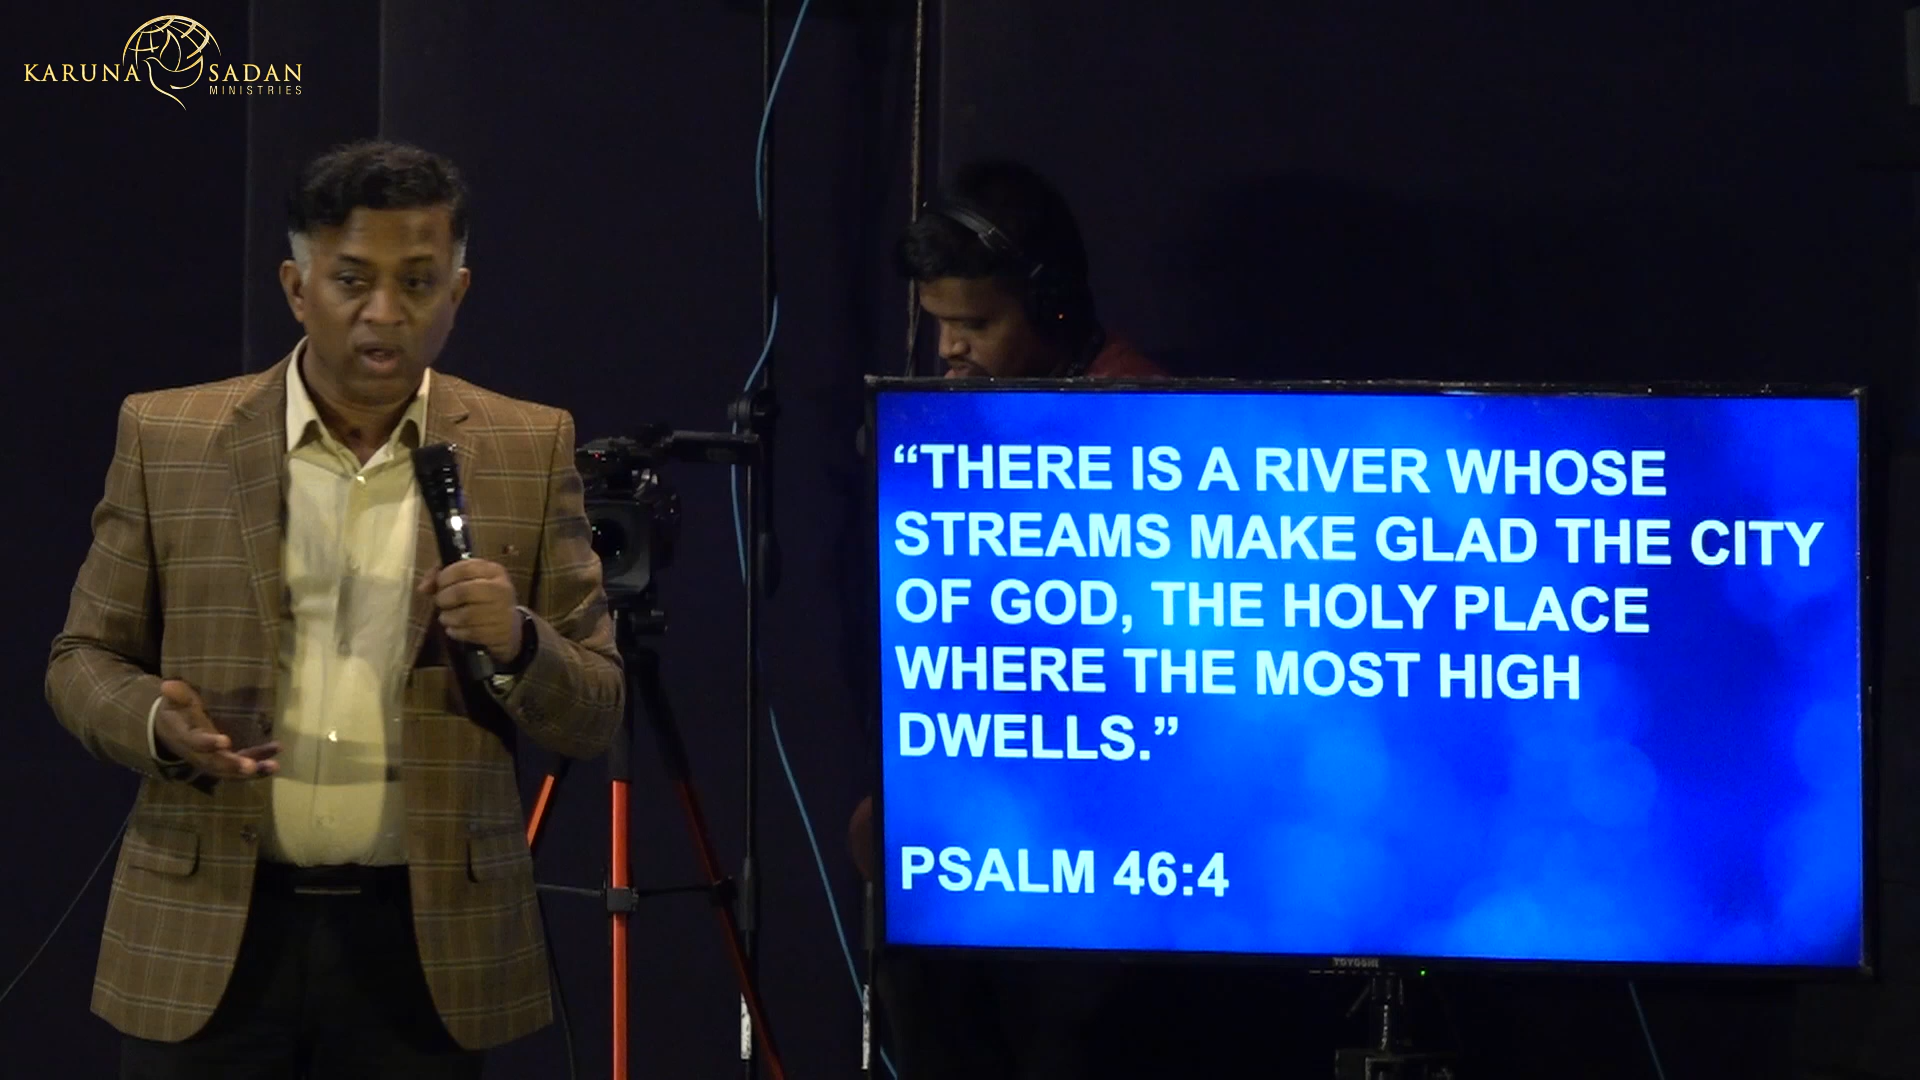 KARUNA SADAN
MINISTRIES
“THERE IS A RIVER WHOSE
STREAMS MAKE GLAD THE CITY
OF GOD, THE HOLY PLACE
WHERE THE MOST HIGH
DWELLS.”
PSALM 46:4
TOYOSHI